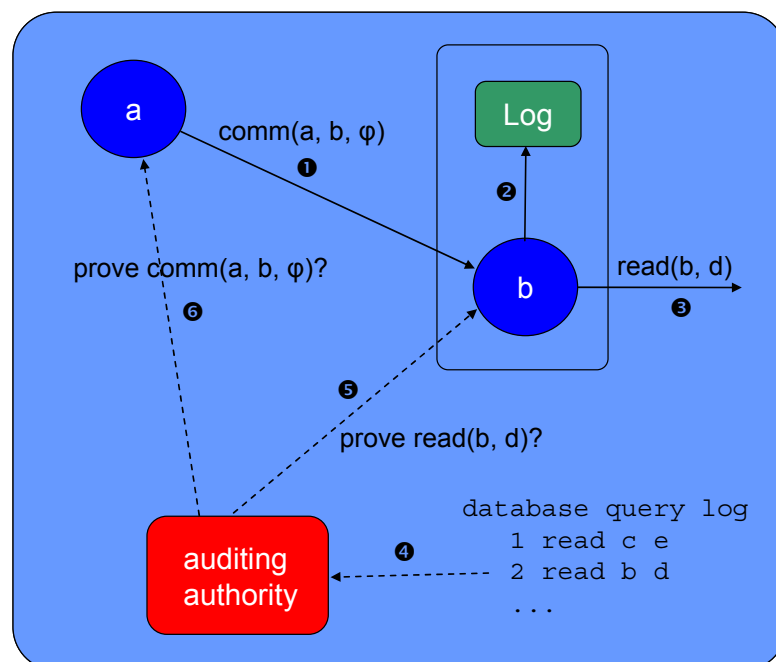 a
Log
comm(a, b, φ)
❶
❷
prove comm(a, b, φ)?
b
read(b, d)
❸
❻
❺
prove read(b, d)?
database query log
1 read c e
2 read b d
...
❹
auditing
authority